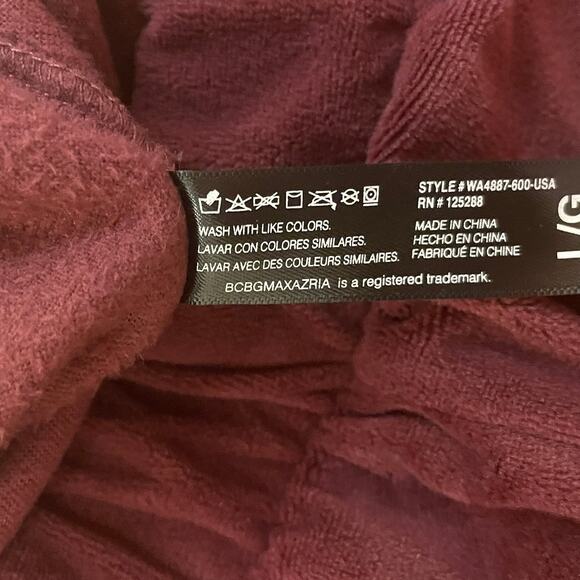 STYLE # WA4887-600-USA
RN # 125288
WASH WITH LIKE COLORS.
LAVAR CON COLORES SIMILARES.
LAVAR AVEC DES COULEURS SIMILAIRES.
MADE IN CHINA
HECHO EN CHINA
FABRIQUÉ EN CHINE
BCBGMAXAZRIA is a registered trademark.
L/G